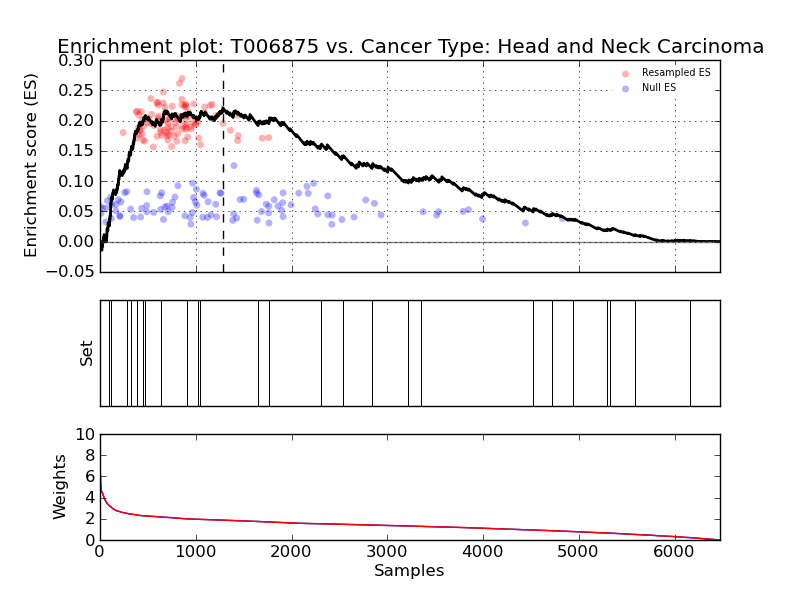 Enrichment plot: T006875 vs. Cancer Type: Head and Neck Carcinoma
0.30
0.25
0.20
0.15
0.10
0.05
0.00
−0.05
Enrichment score (ES)
Resampled ES
Null ES
Set
10
8
6
4
2
0
Weights
0 1000 2000 3000 4000 5000 6000
Samples